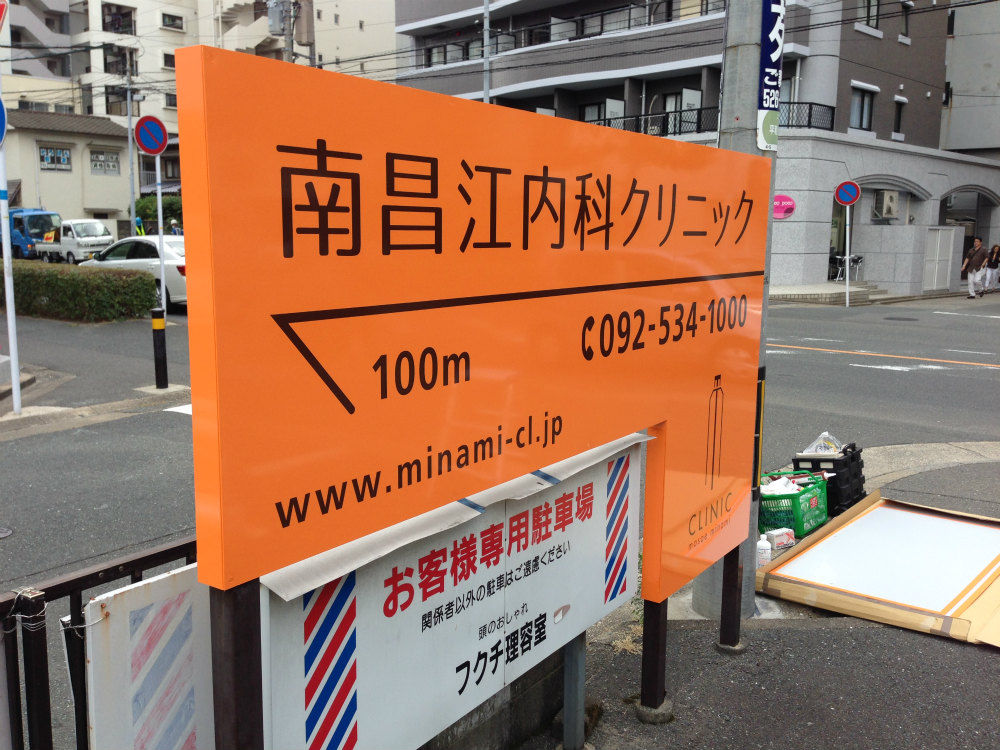 南昌江内科クリニック
100m
092-534-1000
www.minami-cl.jp
CLINIC
masae minami
お客様専用駐車場
関係者以外の駐車はご遠慮ください
頭のおしゃれ
フクチ理容室